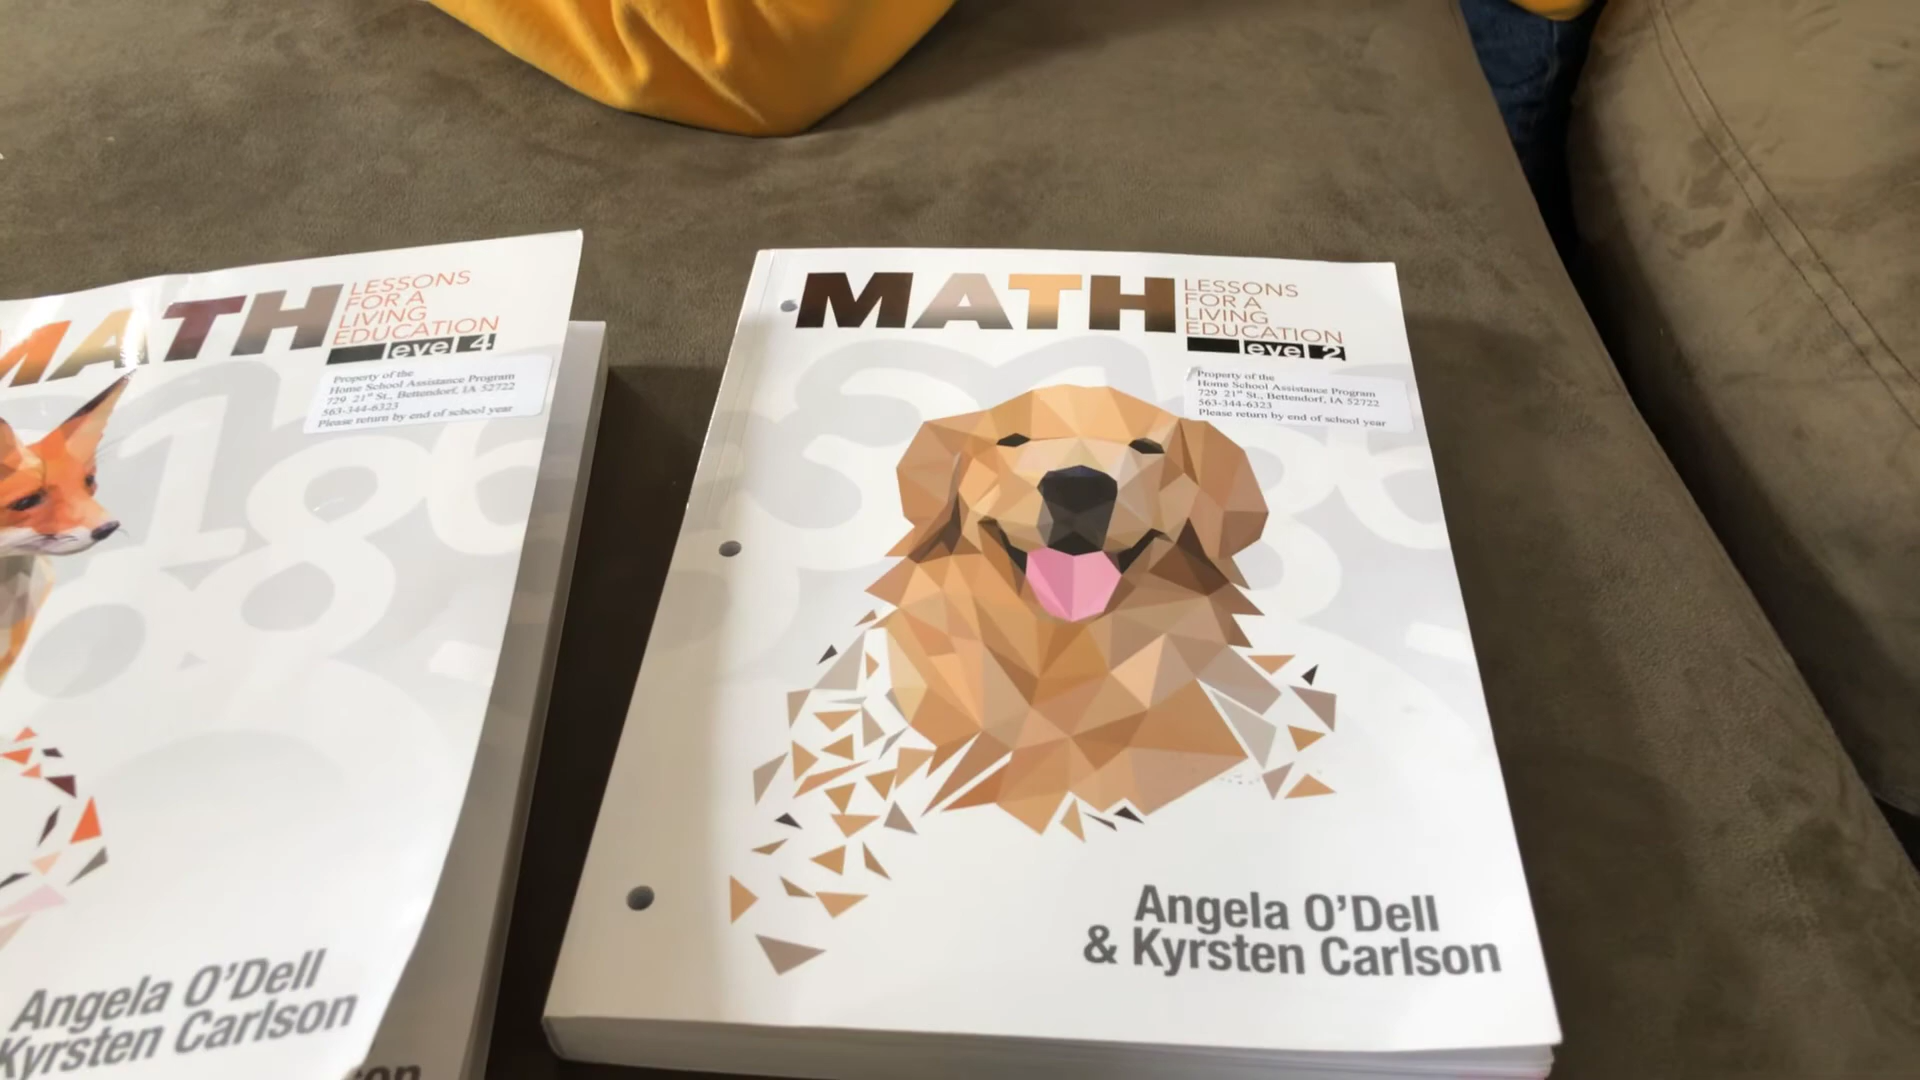 MATH
LESSONS
FOR A
LIVING
EDUCATION
eve 4
Property of the
Home School Assistance Program
729 21st St., Bettendorf, IA 52722
563-344-6323
Please return by end of school year
Angela O'Dell
Kyrsten Carlson
MATH
LESSONS
FOR A
LIVING
EDUCATION
eve 2
Property of the
Home School Assistance Program
729 21st St., Bettendorf, IA 52722
563-344-6323
Please return by end of school year
Angela O'Dell
& Kyrsten Carlson